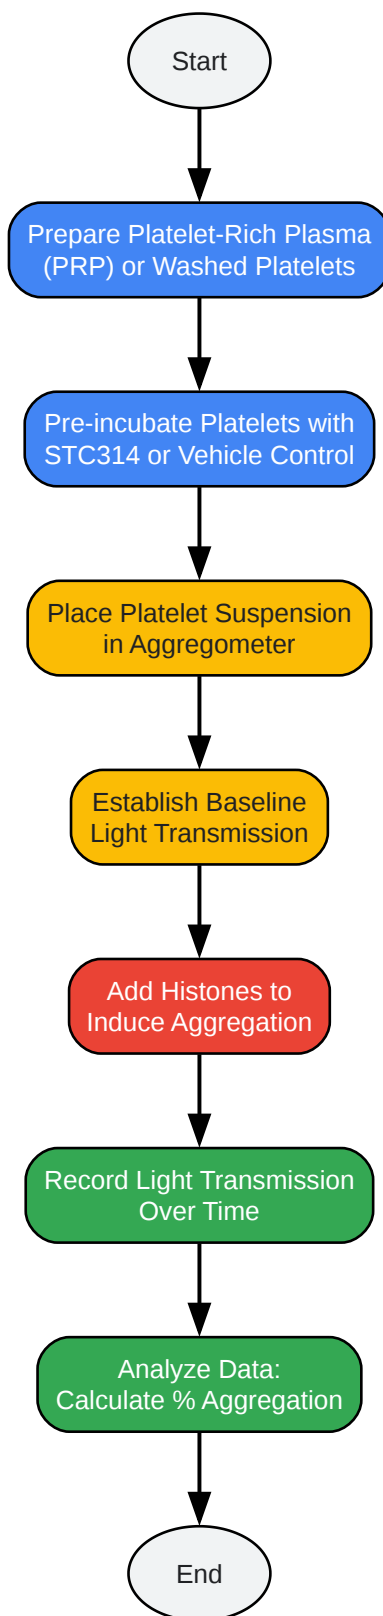 Start
Prepare Platelet-Rich Plasma
(PRP) or Washed Platelets
Pre-incubate Platelets with
STC314 or Vehicle Control
Place Platelet Suspension
in Aggregometer
Establish Baseline
Light Transmission
Add Histones to
Induce Aggregation
Record Light Transmission
Over Time
Analyze Data:
Calculate % Aggregation
End